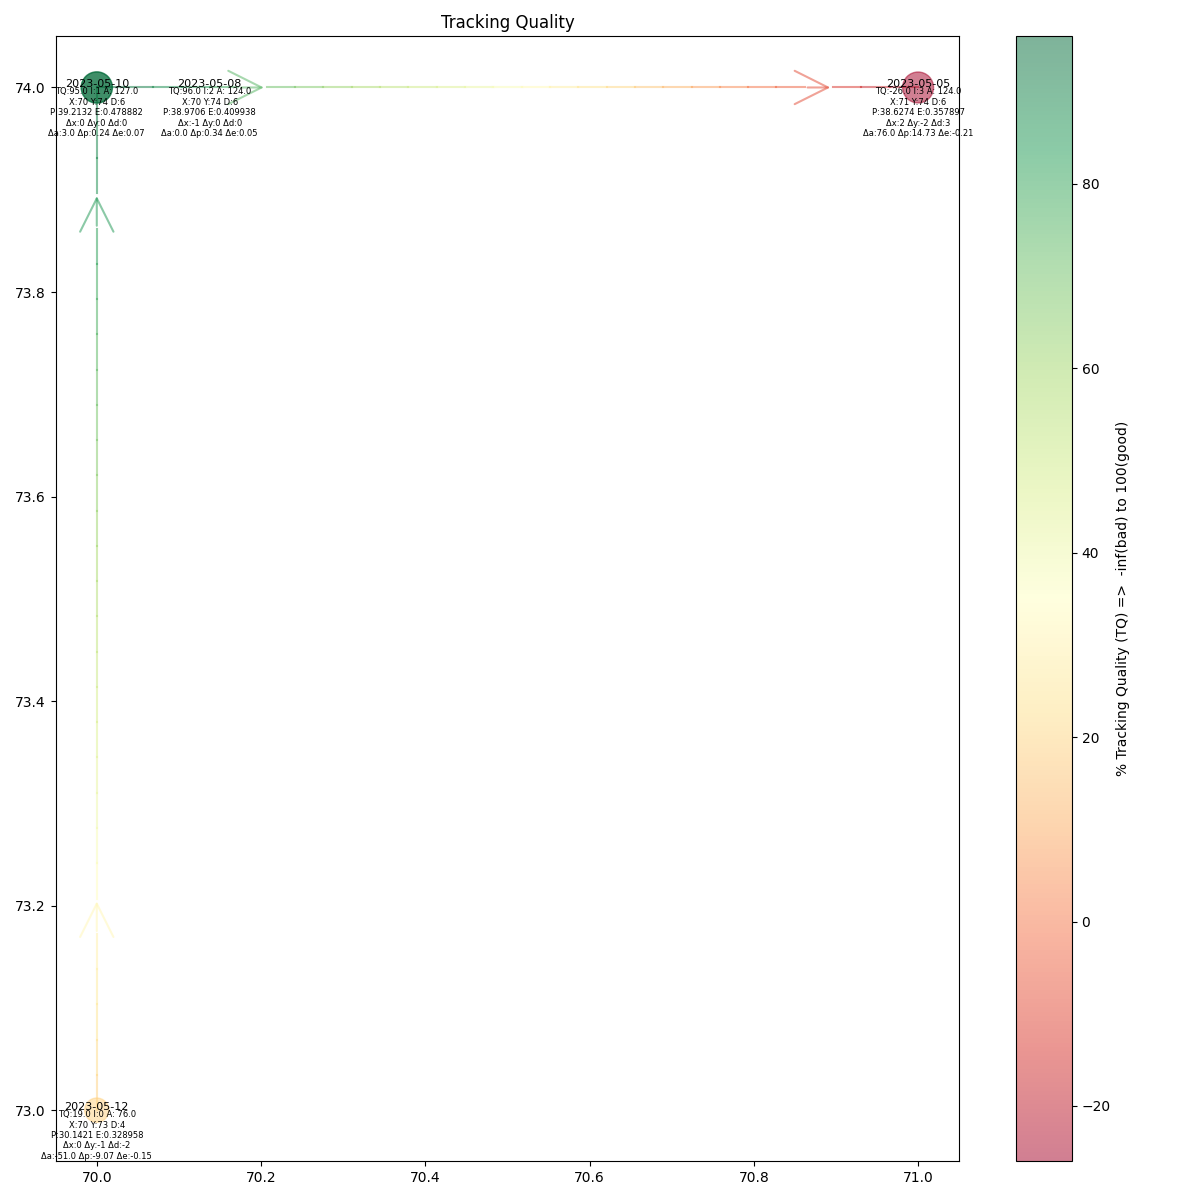 Tracking Quality
74.0
73.8
73.6
73.4
73.2
73.0
2023-05-10
TQ:95.0 I:1 A: 127.0
X:70 Y:74 D:6
P:39.2132 E:0.478882
Δx:0 Δy:0 Δd:0
Δa:3.0 Δp:0.24 Δe:0.07
2023-05-08
TQ:96.0 I:2 A: 124.0
X:70 Y:74 D:6
P:38.9706 E:0.409938
Δx:-1 Δy:0 Δd:0
Δa:0.0 Δp:0.34 Δe:0.05
2023-05-05
TQ:-26.0 I:3 A: 124.0
X:71 Y:74 D:6
P:38.6274 E:0.357897
Δx:2 Δy:-2 Δd:3
Δa:76.0 Δp:14.73 Δe:-0.21
2023-05-12
TQ:19.0 I:0 A: 76.0
X:70 Y:73 D:4
P:30.1421 E:0.328958
Δx:0 Δy:-1 Δd:-2
Δa:-51.0 Δp:-9.07 Δe:-0.15
70.0 70.2 70.4 70.6 70.8 71.0
80
60
40
20
0
−20
% Tracking Quality (TQ) => -inf(bad) to 100(good)